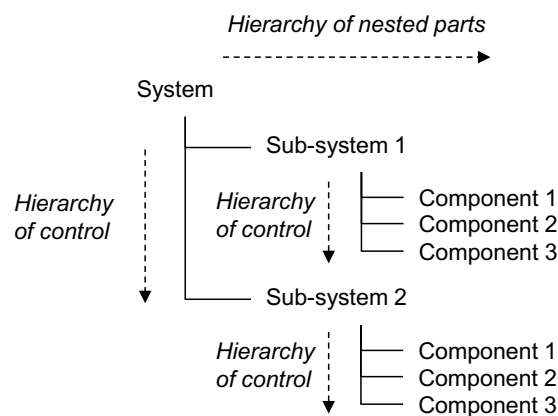 Hierarchy of nested parts
System
Sub-system 1
Hierarchy
of control
Hierarchy
of control
Component 1
Component 2
Component 3
Sub-system 2
Hierarchy
of control
Component 1
Component 2
Component 3